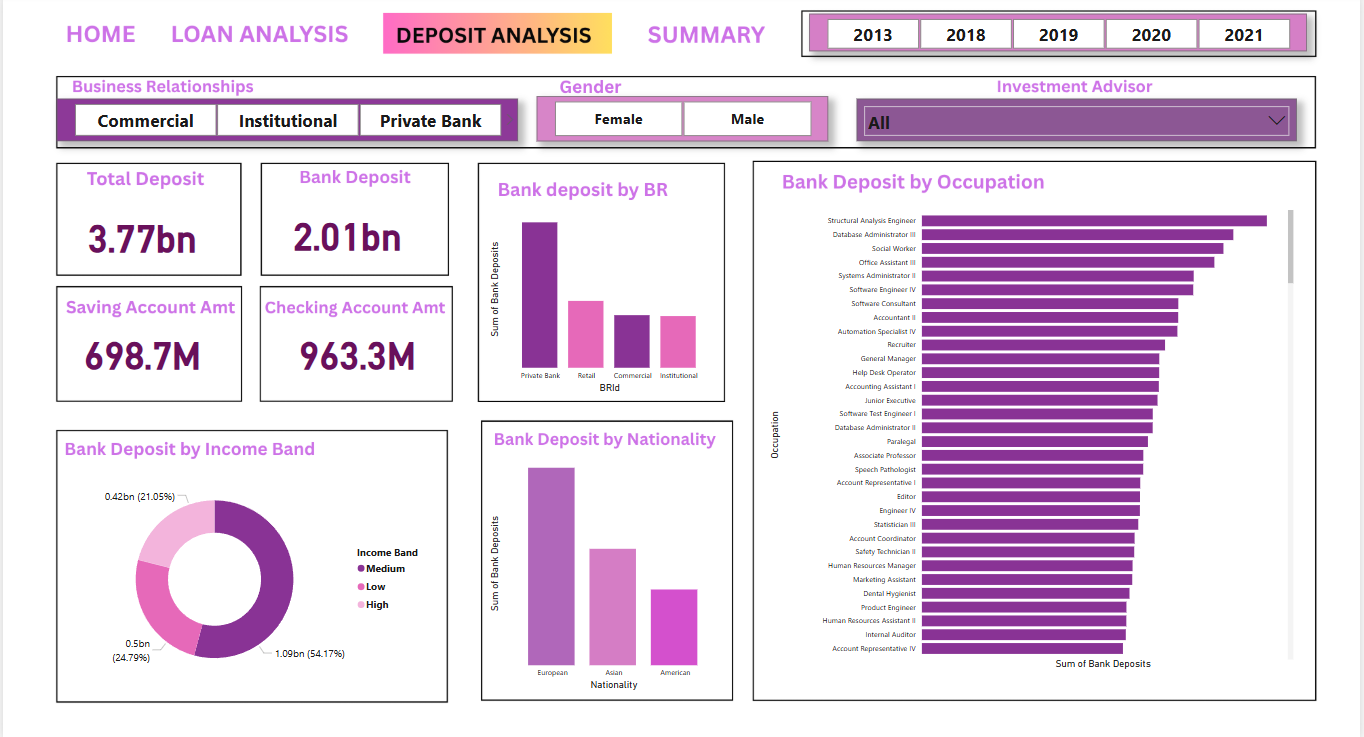 HOME
LOAN ANALYSIS
DEPOSIT ANALYSIS
SUMMARY
2013
2018
2019
2020
2021
Business Relationships
Commercial
Institutional
Private Bank
Gender
Female
Male
Investment Advisor
All
Total Deposit
3.77bn
Bank Deposit
2.01bn
Saving Account Amt
698.7M
Checking Account Amt
963.3M
Bank deposit by BR
Sum of Bank Deposits
Private Bank
Retail
Commercial
Institutional
BRId
Bank Deposit by Occupation
Occupation
Structural Analysis Engineer
Database Administrator III
Social Worker
Office Assistant III
Systems Administrator II
Software Engineer IV
Software Consultant
Accountant II
Automation Specialist IV
Recruiter
General Manager
Help Desk Operator
Accounting Assistant I
Junior Executive
Software Test Engineer I
Database Administrator II
Paralegal
Associate Professor
Speech Pathologist
Account Representative I
Editor
Engineer IV
Statistician III
Account Coordinator
Safety Technician II
Human Resources Manager
Marketing Assistant
Dental Hygienist
Product Engineer
Human Resources Assistant II
Internal Auditor
Account Representative IV
Sum of Bank Deposits
Bank Deposit by Income Band
0.42bn (21.05%)
0.5bn
(24.79%)
1.09bn (54.17%)
Income Band
Medium
Low
High
Bank Deposit by Nationality
Sum of Bank Deposits
European
Asian
American
Nationality